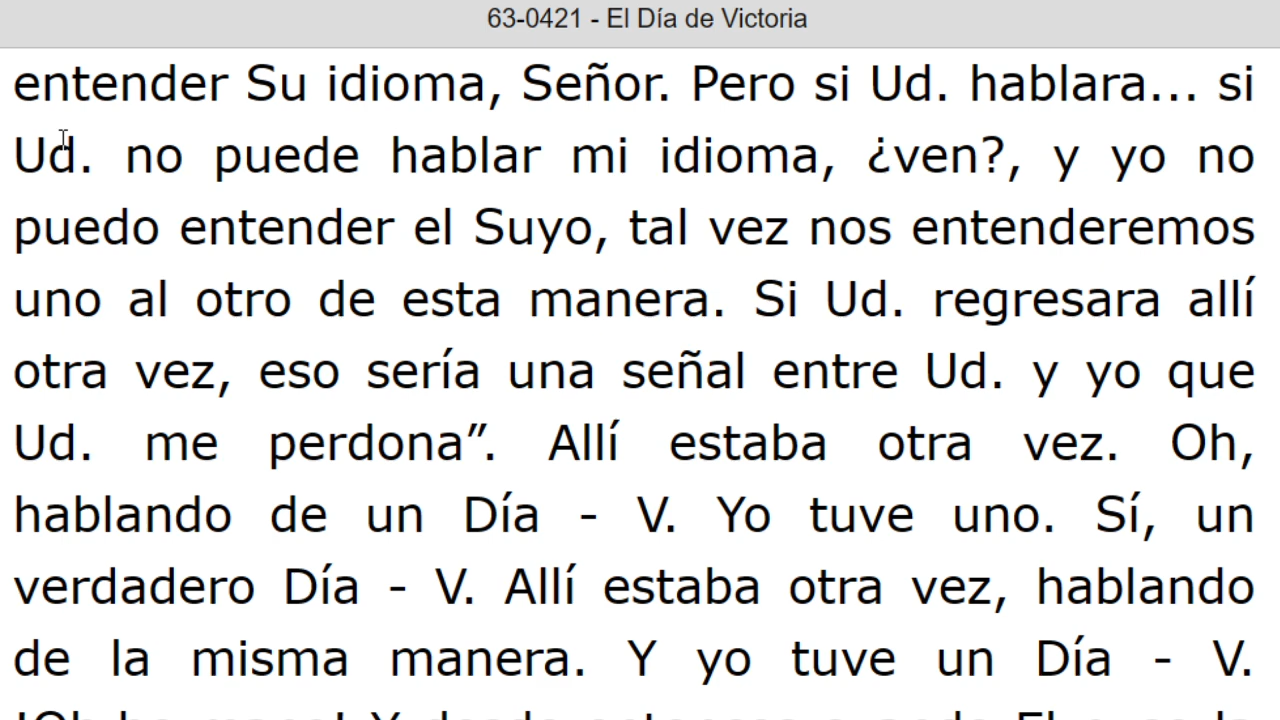 63-0421 - El Día de Victoria
entender Su idioma, Señor. Pero si Ud. hablara… si
Ud. no puede hablar mi idioma, ¿ven?, y yo no
puedo entender el Suyo, tal vez nos entenderemos
uno al otro de esta manera. Si Ud. regresara allí
otra vez, eso sería una señal entre Ud. y yo que
Ud. me perdona”. Allí estaba otra vez. Oh,
hablando de un Día - V. Yo tuve uno. Sí, un
verdadero Día - V. Allí estaba otra vez, hablando
de la misma manera. Y yo tuve un Día - V.